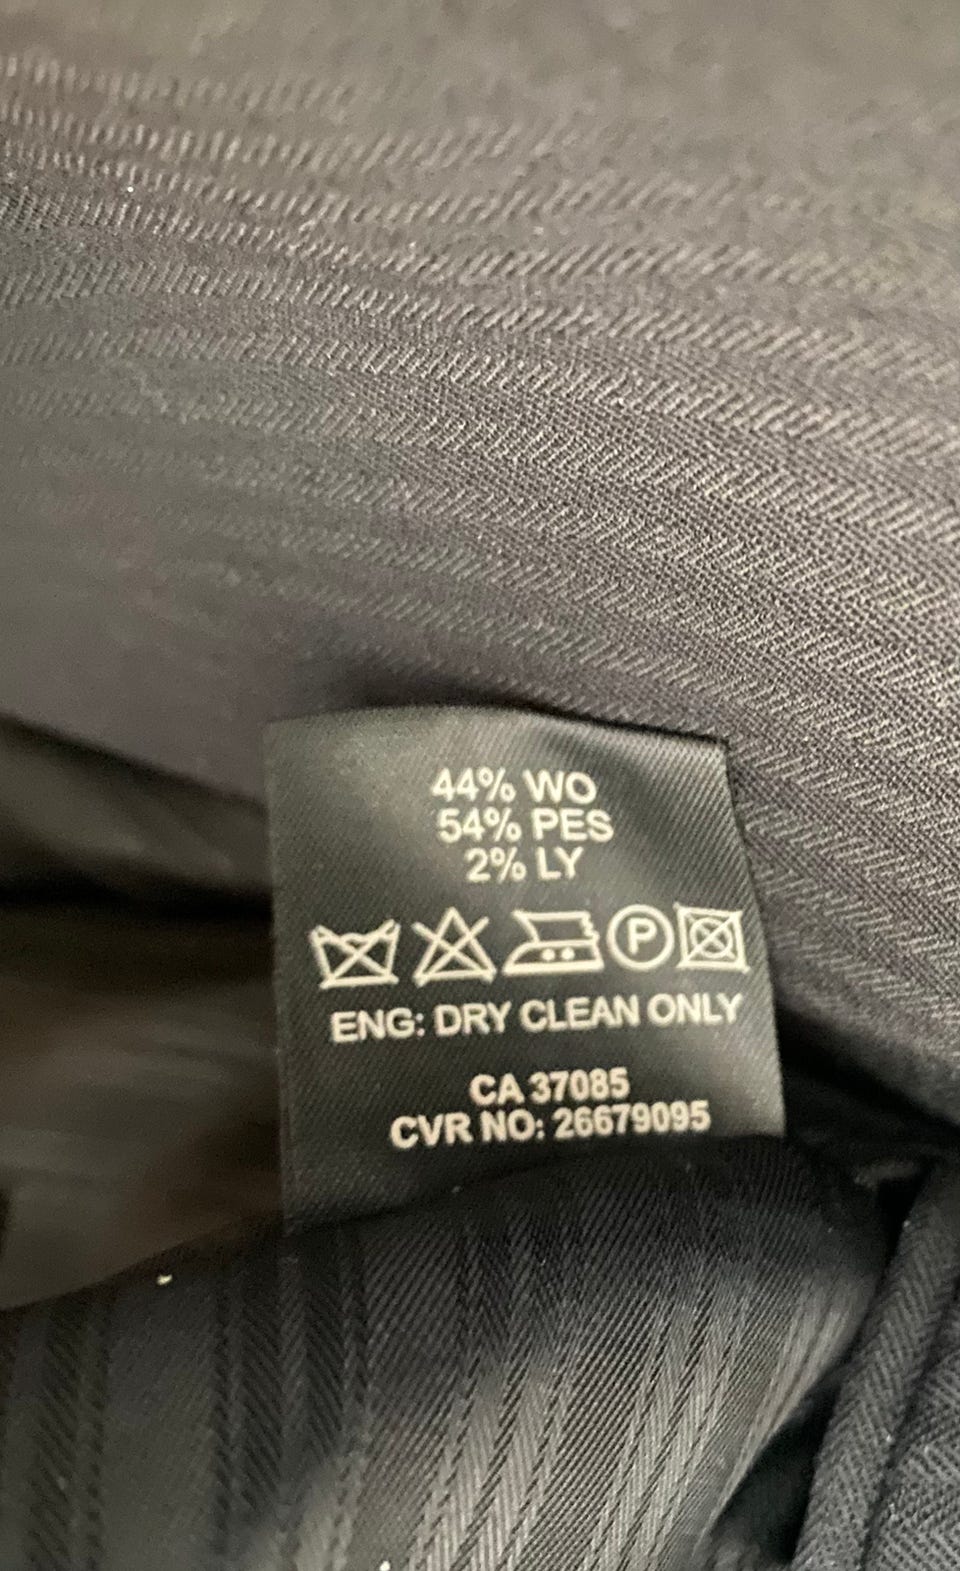 44% WO
54% PES
2% LY
P
ENG: DRY CLEAN ONLY
CA 37085
CVR NO: 26679095